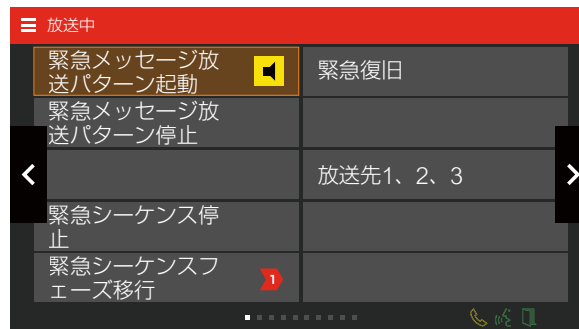 放送中
緊急メッセージ放
送パターン起動
緊急復旧
緊急メッセージ放
送パターン停止
放送先1、2、3
緊急シーケンス停
止
緊急シーケンスフ
ェーズ移行
1